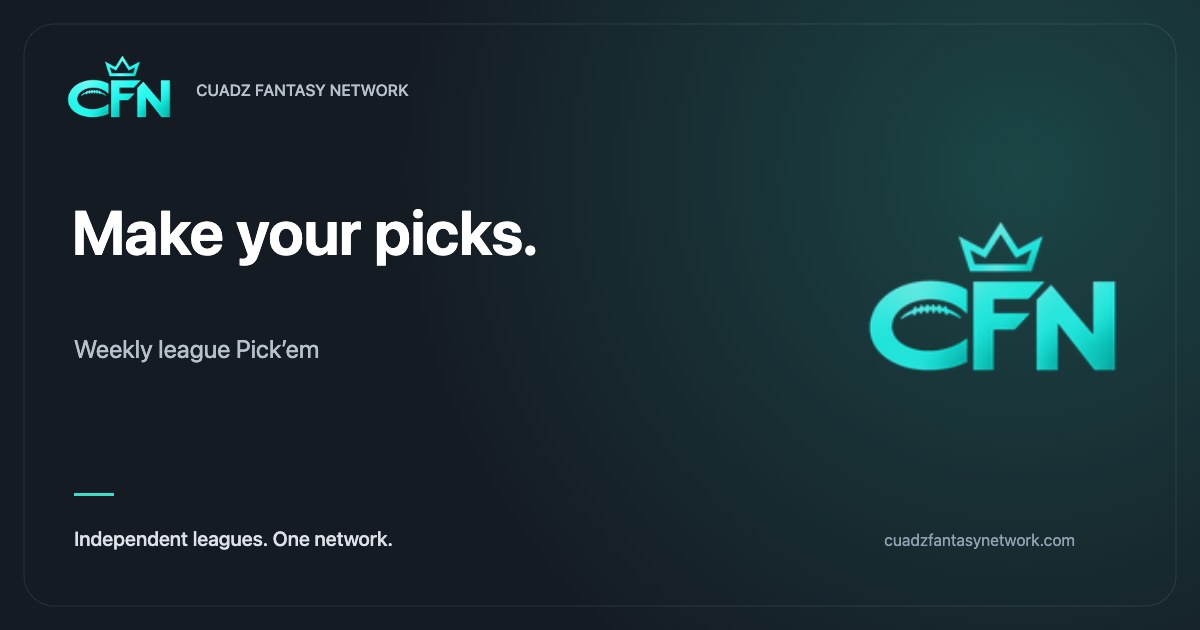 CFN
CUADZ FANTASY NETWORK
Make your picks.
Weekly league Pick’em
CFN
Independent leagues. One network.
cuadzfantasynetwork.com